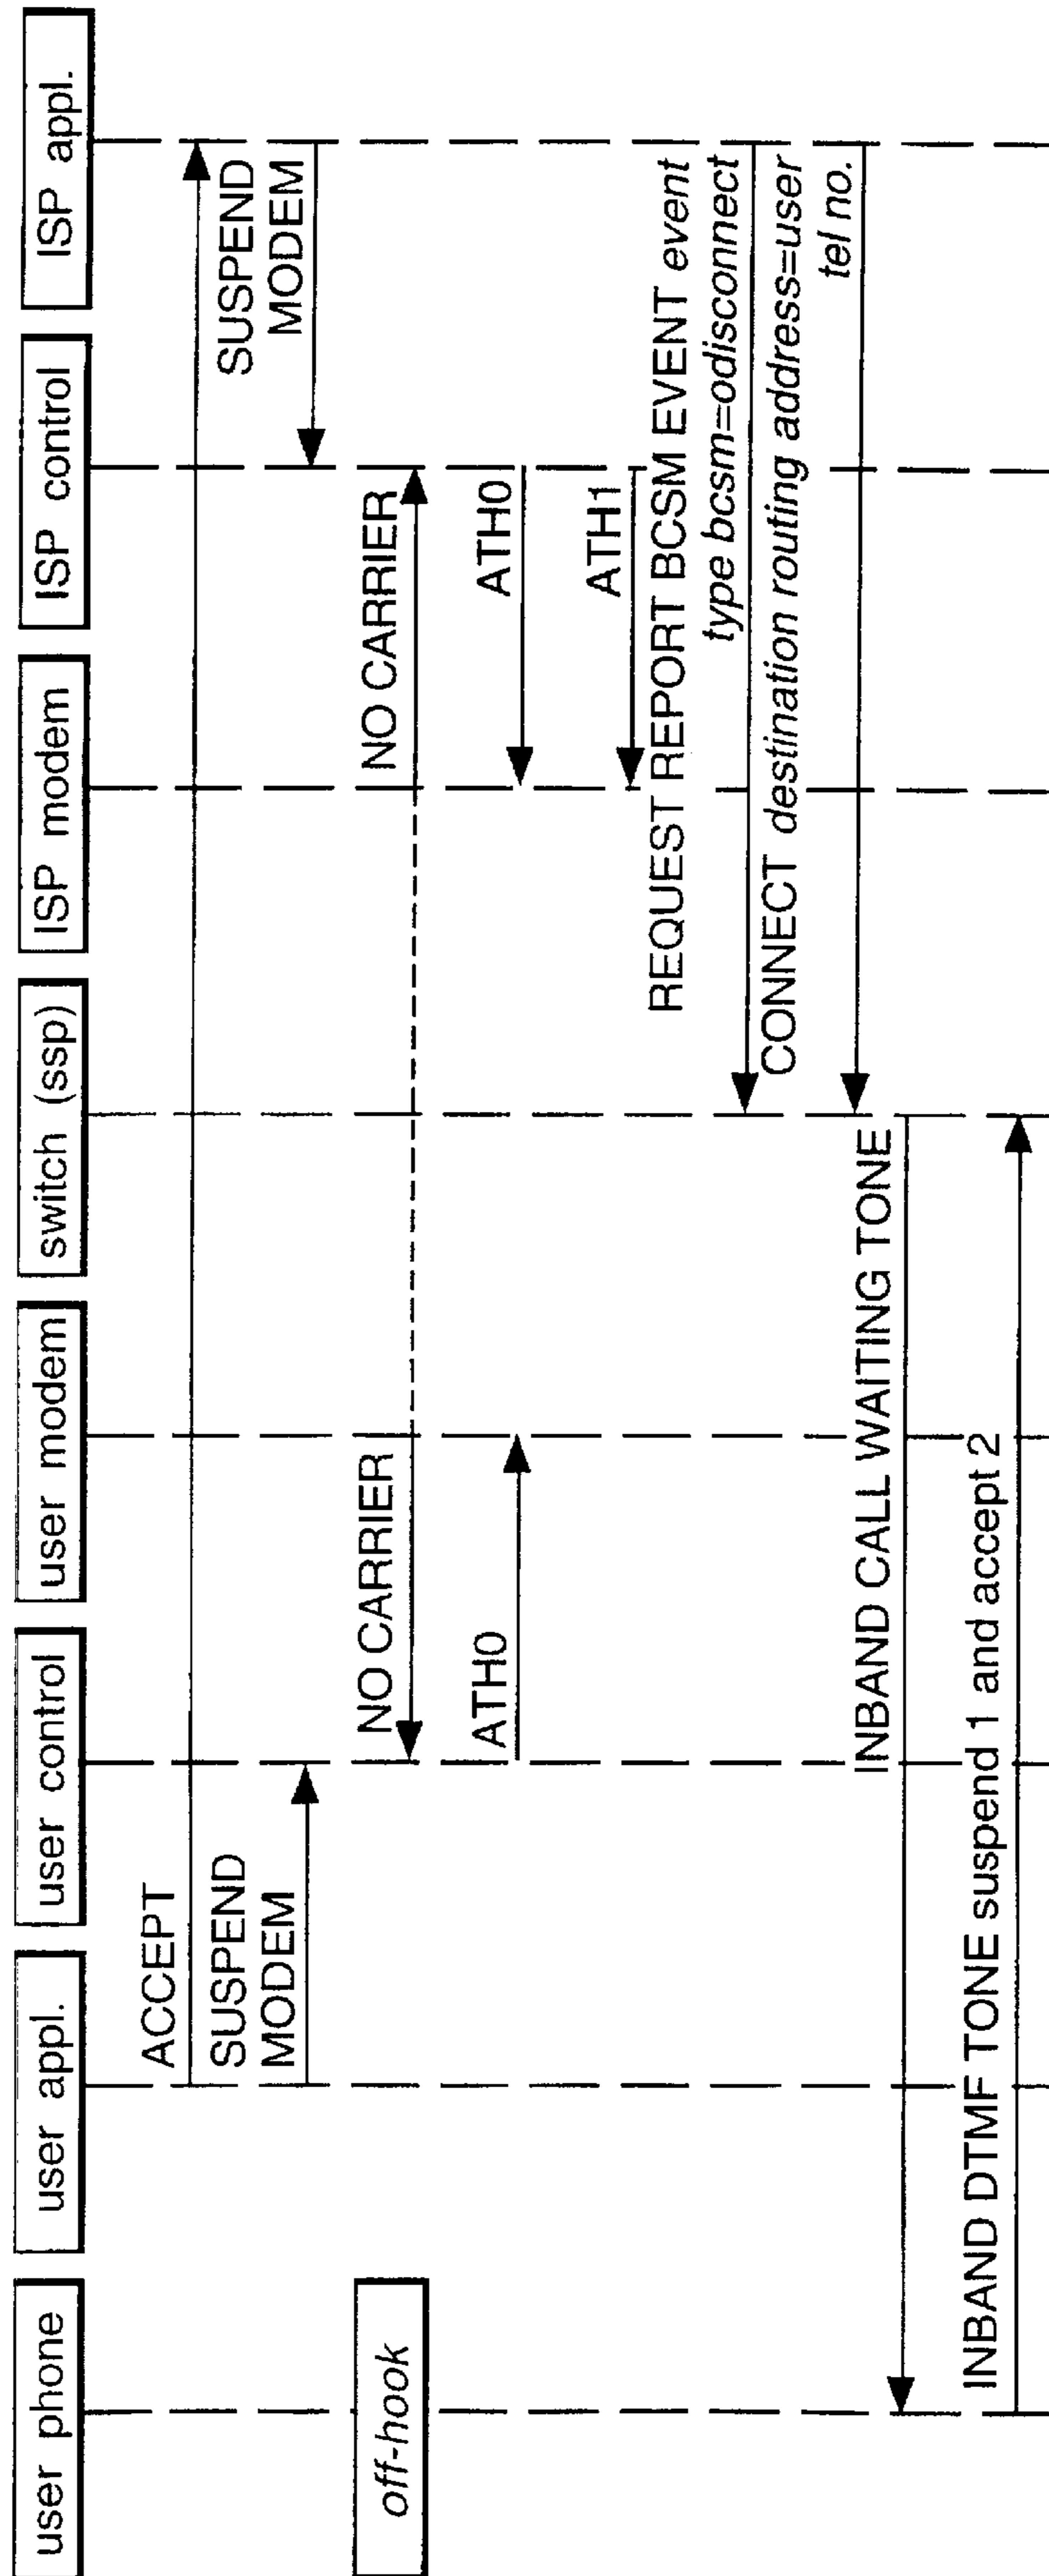 user phone
user appl.
user control
user modem
switch (ssp)
ISP modem
ISP control
ISP appl.
ACCEPT
SUSPEND
MODEM
SUSPEND
MODEM
off-hook
NO CARRIER
NO CARRIER
ATH0
ATH0
ATH1
REQUEST REPORT BCSM EVENT event
type bcsm=odisconnect
CONNECT destination routing address=user
tel no.
INBAND CALL WAITING TONE
INBAND DTMF TONE suspend 1 and accept 2